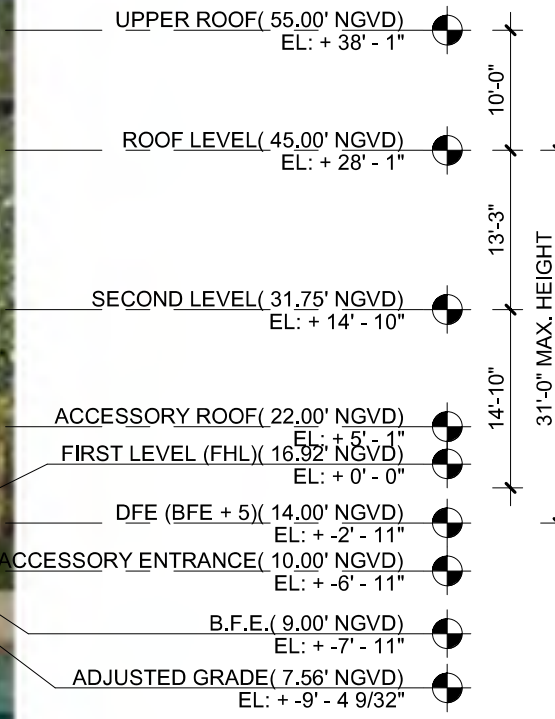 UPPER ROOF( 55.00' NGVD)
EL: + 38' - 1"
10'-0"
ROOF LEVEL( 45.00' NGVD)
EL: + 28' - 1"
13'-3"
31'-0" MAX. HEIGHT
SECOND LEVEL( 31.75' NGVD)
EL: + 14' - 10"
14'-10"
ACCESSORY ROOF( 22.00' NGVD)
EL: + 5' - 1"
FIRST LEVEL (FHL)( 16.92' NGVD)
EL: + 0' - 0"
DFE (BFE + 5)( 14.00' NGVD)
EL: + -2' - 11"
ACCESSORY ENTRANCE( 10.00' NGVD)
EL: + -6' - 11"
B.F.E.( 9.00' NGVD)
EL: + -7' - 11"
ADJUSTED GRADE( 7.56' NGVD)
EL: + -9' - 4 9/32"